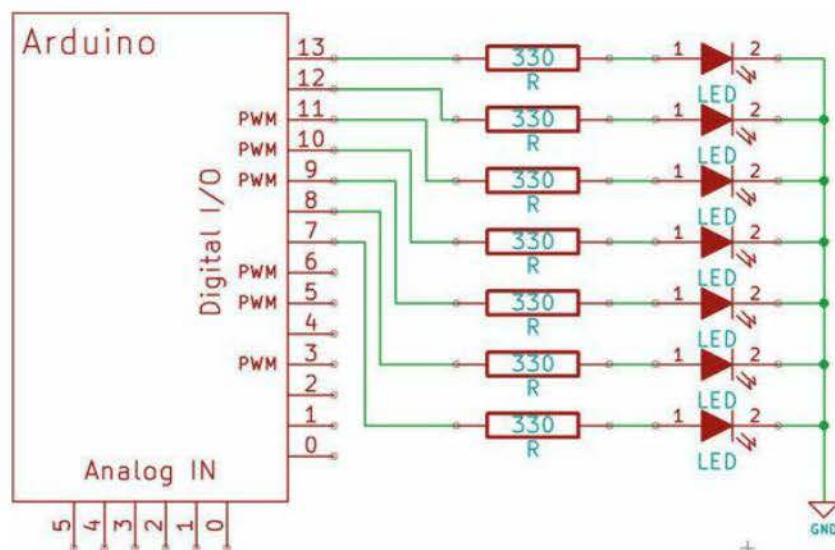 Arduino
13
330
R
1
2
LED
12
PWM 11
330
R
1
2
LED
PWM 10
330
R
1
2
LED
PWM 9
8
330
R
1
2
LED
7
PWM 6
330
R
1
2
LED
PWM 5
4
330
R
1
2
LED
PWM 3
2
330
R
1
2
LED
1
0
Digital I/O
Analog IN
5
4
3
2
1
0
GND